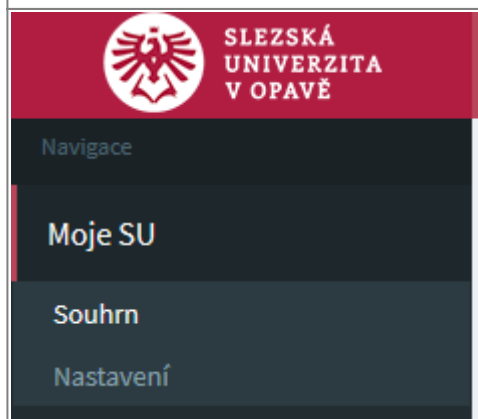 SLEZSKÁ
UNIVERZITA
V OPAVĚ
Navigace
Moje SU
Souhrn
Nastavení